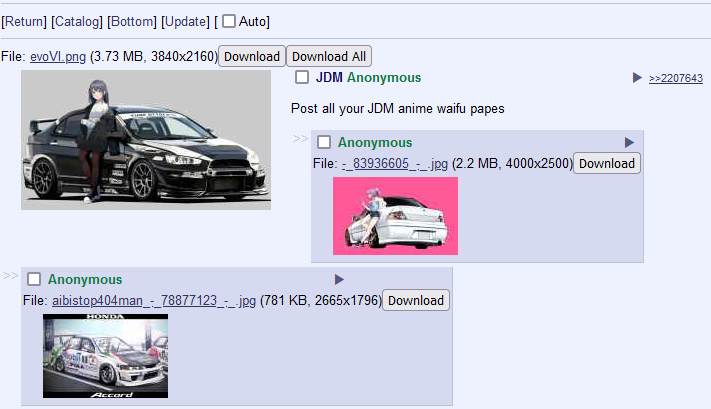 [Return] [Catalog] [Bottom] [Update] [ Auto]
File: evoVI.png (3.73 MB, 3840x2160) Download Download All
JDM Anonymous ▶ >>2207643
Post all your JDM anime waifu papes
>> Anonymous ▶
File: -_83936605_-_.jpg (2.2 MB, 4000x2500) Download
>> Anonymous ▶
File: aibistop404man_-_78877123_-_.jpg (781 KB, 2665x1796) Download
HONDA
Mobil 1
Accord